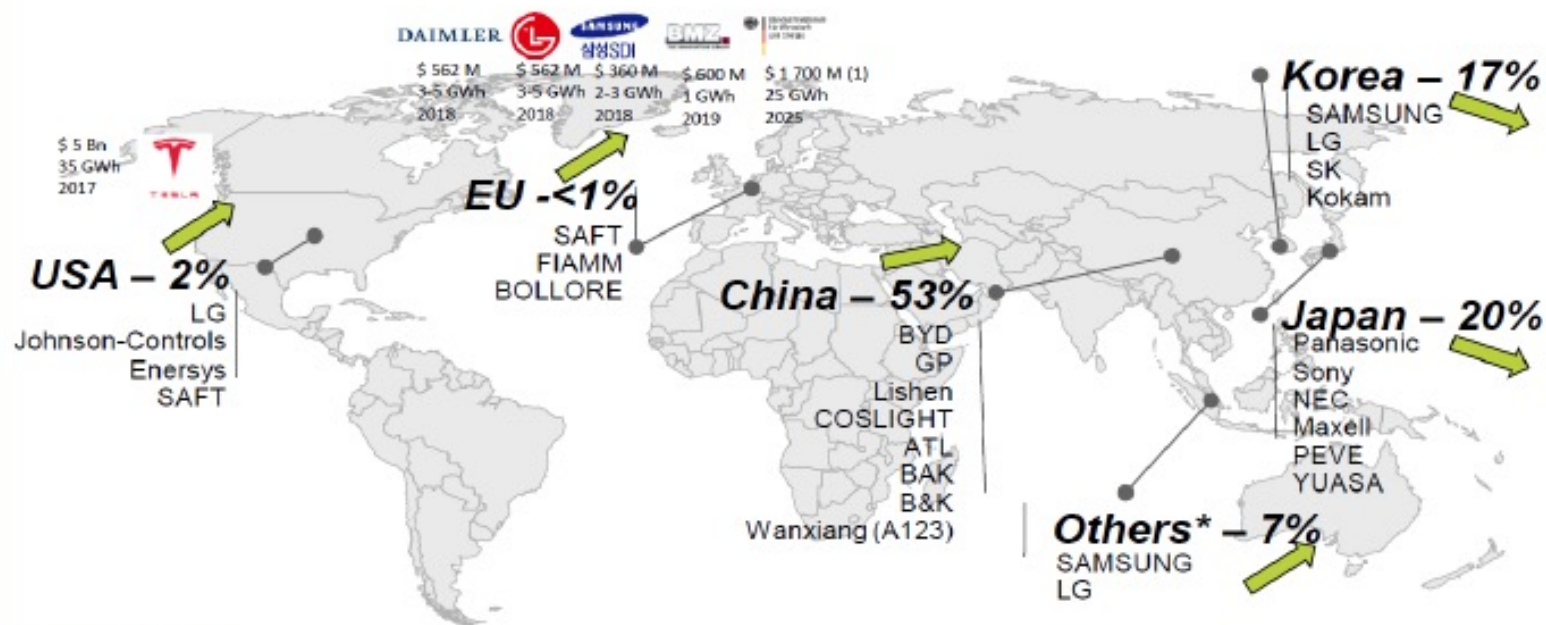 DAIMLER
LG
SAMSUNG
삼성SDI
BMZ
$ 562 M
3-5 GWh
2018
$ 562 M
3-5 GWh
2018
$ 360 M
2-3 GWh
2018
$ 600 M
1 GWh
2019
$ 1 700 M (1)
25 GWh
2025
$ 5 Bn
35 GWh
2017
TESLA
USA – 2%
LG
Johnson-Controls
Enersys
SAFT
EU -<1%
SAFT
FIAMM
BOLLORE
China – 53%
BYD
GP
Lishen
COSLIGHT
ATL
BAK
B&K
Wanxiang (A123)
Korea – 17%
SAMSUNG
LG
SK
Kokam
Japan – 20%
Panasonic
Sony
NEC
Maxell
PEVE
YUASA
Others* – 7%
SAMSUNG
LG